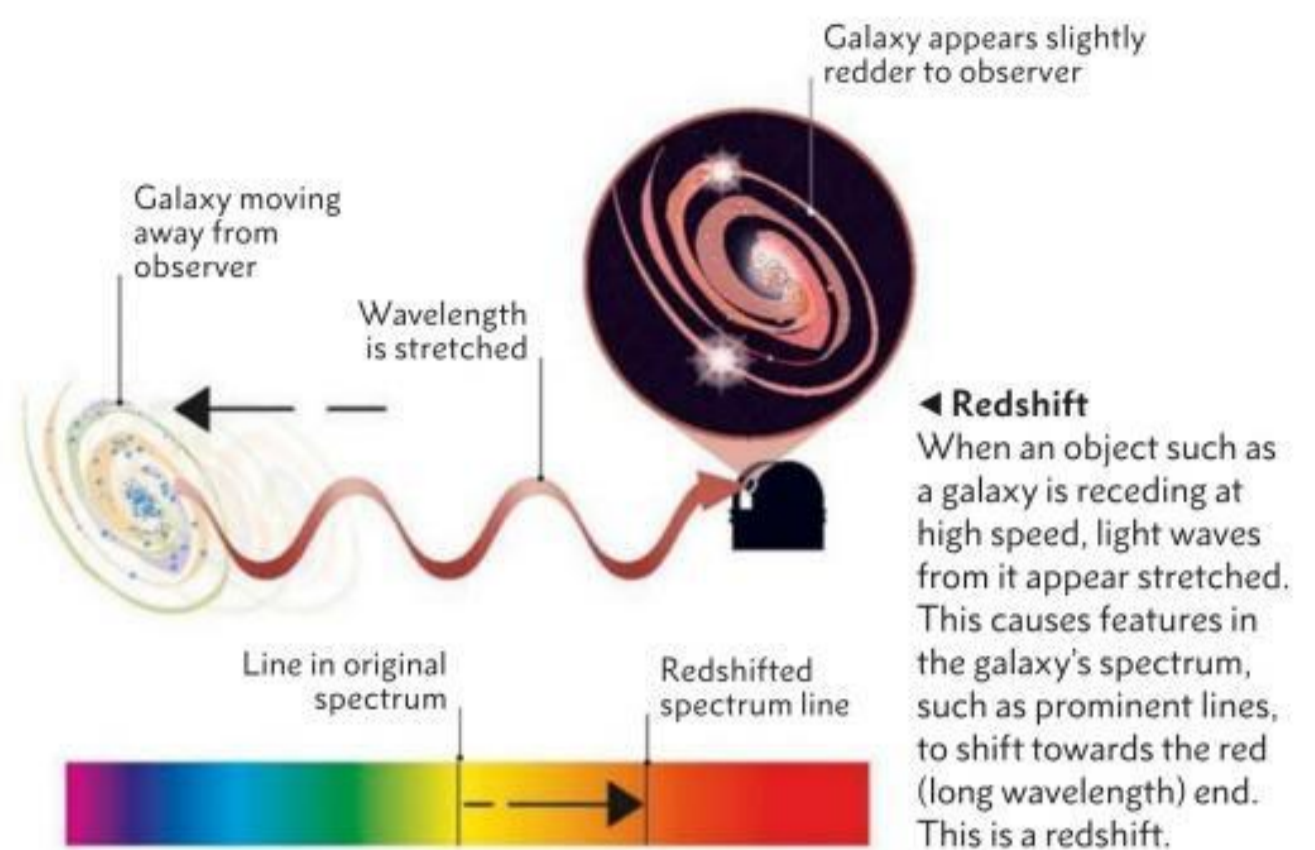 Galaxy appears slightly
redder to observer
Galaxy moving
away from
observer
Wavelength
is stretched
◀ Redshift
When an object such as
a galaxy is receding at
high speed, light waves
from it appear stretched.
This causes features in
the galaxy's spectrum,
such as prominent lines,
to shift towards the red
(long wavelength) end.
This is a redshift.
Line in original
spectrum
Redshifted
spectrum line